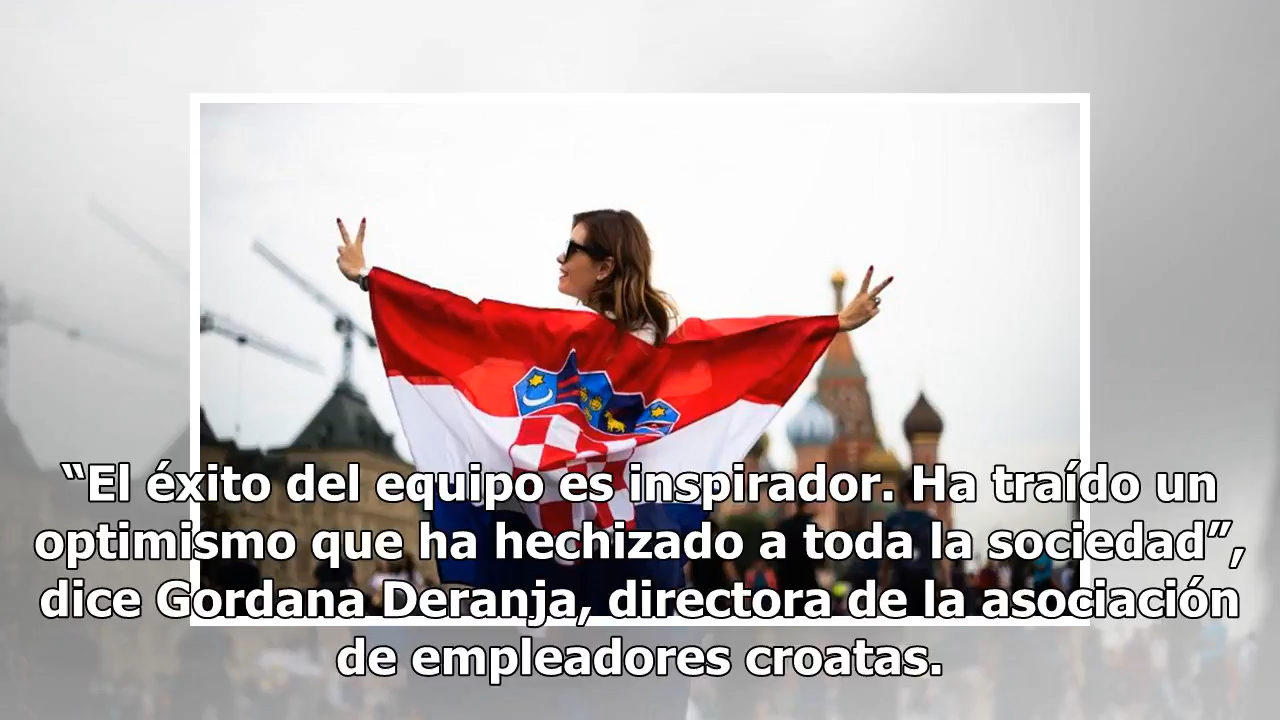 “El éxito del equipo es inspirador. Ha traído un
optimismo que ha hechizado a toda la sociedad”,
dice Gordana Deranja, directora de la asociación
de empleadores croatas.